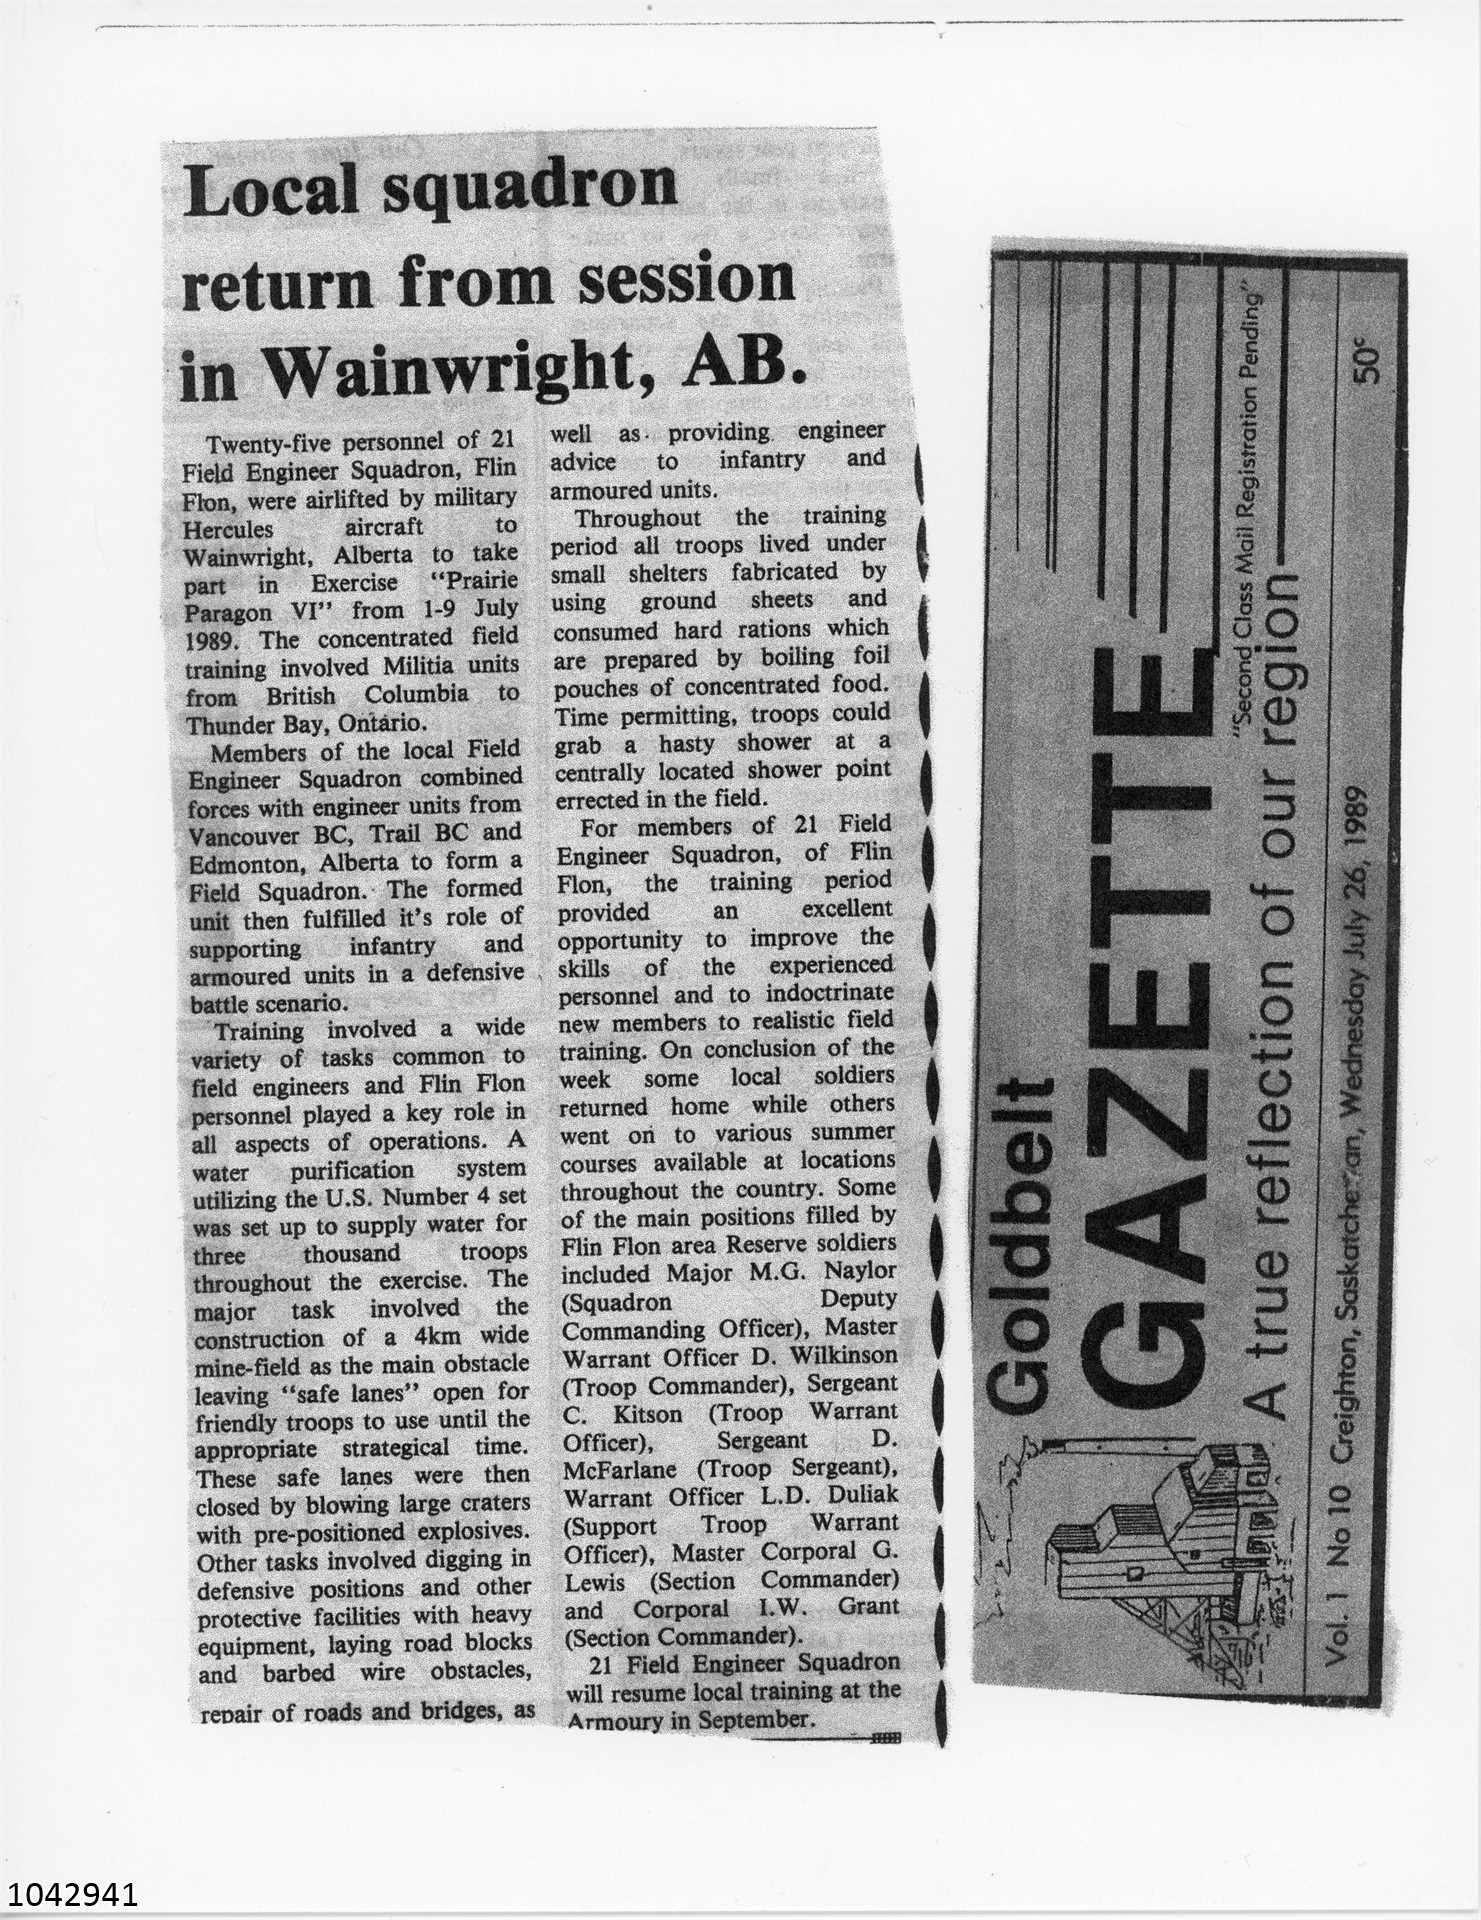 Local squadron
return from session
in Wainwright, AB.
Twenty-five personnel of 21
Field Engineer Squadron, Flin
Flon, were airlifted by military
Hercules aircraft to
Wainwright, Alberta to take
part in Exercise “Prairie
Paragon VI” from 1-9 July
1989. The concentrated field
training involved Militia units
from British Columbia to
Thunder Bay, Ontario.
Members of the local Field
Engineer Squadron combined
forces with engineer units from
Vancouver BC, Trail BC and
Edmonton, Alberta to form a
Field Squadron. The formed
unit then fulfilled it's role of
supporting infantry and
armoured units in a defensive
battle scenario.
Training involved a wide
variety of tasks common to
field engineers and Flin Flon
personnel played a key role in
all aspects of operations. A
water purification system
utilizing the U.S. Number 4 set
was set up to supply water for
three thousand troops
throughout the exercise. The
major task involved the
construction of a 4km wide
mine-field as the main obstacle
leaving “safe lanes” open for
friendly troops to use until the
appropriate strategical time.
These safe lanes were then
closed by blowing large craters
with pre-positioned explosives.
Other tasks involved digging in
defensive positions and other
protective facilities with heavy
equipment, laying road blocks
and barbed wire obstacles,
repair of roads and bridges, as
well as providing engineer
advice to infantry and
armoured units.
Throughout the training
period all troops lived under
small shelters fabricated by
using ground sheets and
consumed hard rations which
are prepared by boiling foil
pouches of concentrated food.
Time permitting, troops could
grab a hasty shower at a
centrally located shower point
errected in the field.
For members of 21 Field
Engineer Squadron, of Flin
Flon, the training period
provided an excellent
opportunity to improve the
skills of the experienced
personnel and to indoctrinate
new members to realistic field
training. On conclusion of the
week some local soldiers
returned home while others
went on to various summer
courses available at locations
throughout the country. Some
of the main positions filled by
Flin Flon area Reserve soldiers
included Major M.G. Naylor
(Squadron Deputy
Commanding Officer), Master
Warrant Officer D. Wilkinson
(Troop Commander), Sergeant
C. Kitson (Troop Warrant
Officer), Sergeant D.
McFarlane (Troop Sergeant),
Warrant Officer L.D. Duliak
(Support Troop Warrant
Officer), Master Corporal G.
Lewis (Section Commander)
and Corporal I.W. Grant
(Section Commander).
21 Field Engineer Squadron
will resume local training at the
Armoury in September.
Goldbelt
GAZETTE
“Second Class Mail Registration Pending”
A true reflection of our region
Vol. 1 No 10 Creighton, Saskatchewan, Wednesday July 26, 1989 50¢
1042941